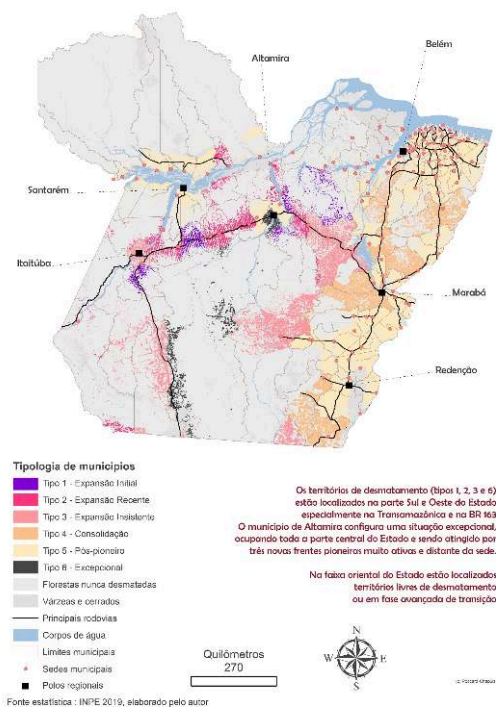 Belém
Altamira
Santarém
Itaitúba
Marabá
Redenção
Tipologia de municipios
Tipo 1 - Expansão Initial
Tipo 2 - Expansão Recente
Tipo 3 - Expansão Insistente
Tipo 4 - Consolidação
Tipo 5 - Pós-pioneiro
Tipo 6 - Excepcional
Florestas nunca desmatadas
Várzeas e cerrados
Principais rodovias
Corpos de água
Limites municipais
Sedes municipais
Polos regionais
Os territórios de desmatamento (tipos 1, 2, 3 e 6)
estão localizados na parte Sul e Oeste do Estado
especialmente na Transamazônica e na BR 163
O município de Altamira configura uma situação excepcional,
ocupando toda a parte central do Estado e sendo atingido por
três novas frentes pioneiras muito ativas e distante da sede.
Na faixa oriental do Estado estão localizados
territórios livres de desmatamento
ou em fase avançada de transição
Quilômetros
270
N
W
E
S
Fonte estatística : INPE 2019, elaborado pelo autor